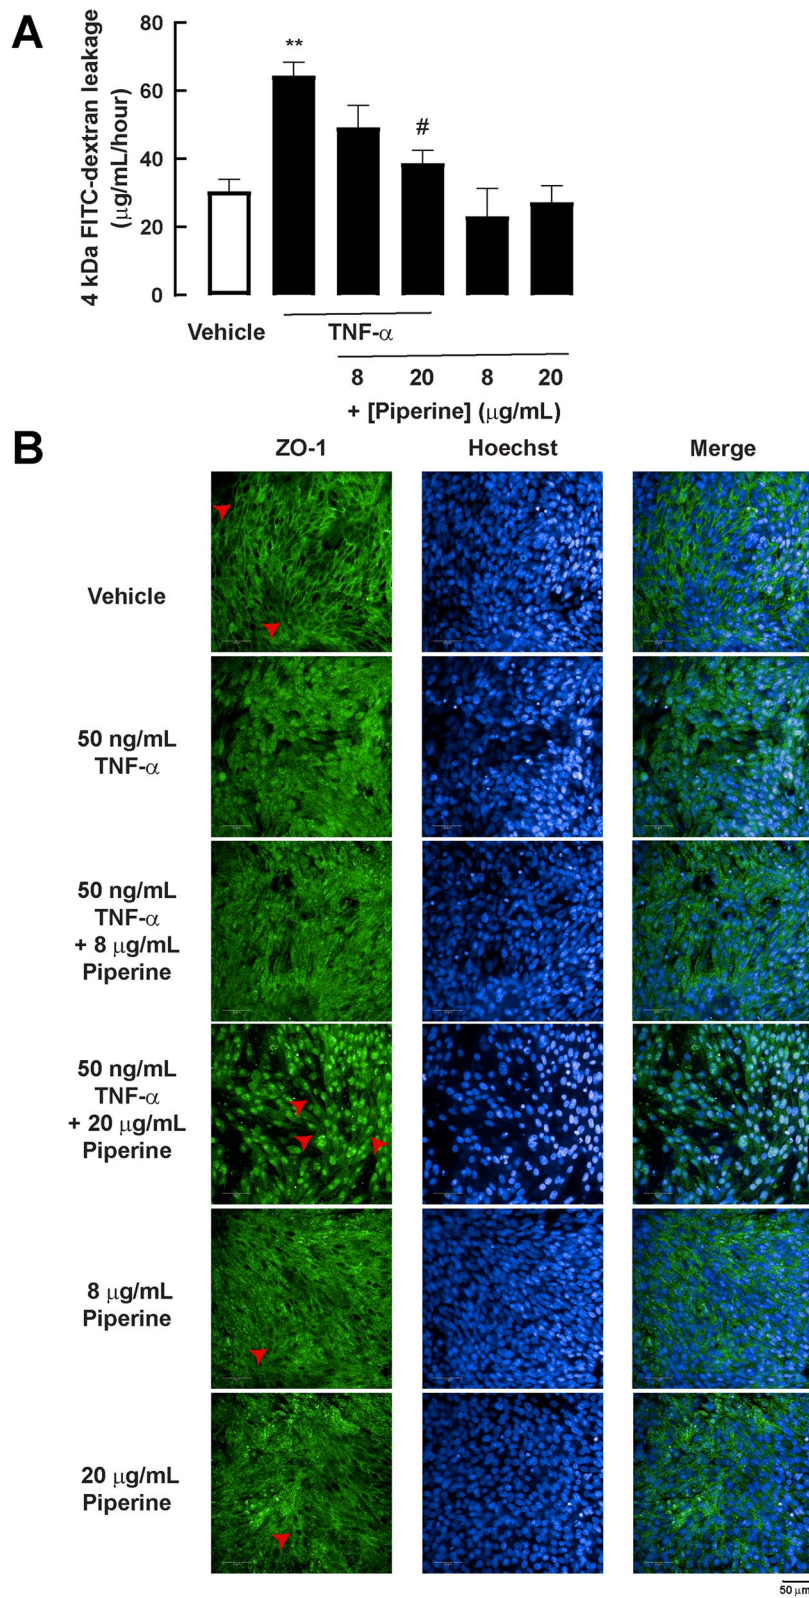 A
4 kDa FITC-dextran leakage
(μg/mL/hour)
80
60
40
20
0
**
#
Vehicle
TNF-α
8 20 8 20
+ [Piperine] (μg/mL)
B
ZO-1 Hoechst Merge
Vehicle
50 ng/mL
TNF-α
50 ng/mL
TNF-α
+ 8 μg/mL
Piperine
50 ng/mL
TNF-α
+ 20 μg/mL
Piperine
8 μg/mL
Piperine
20 μg/mL
Piperine
50 μm